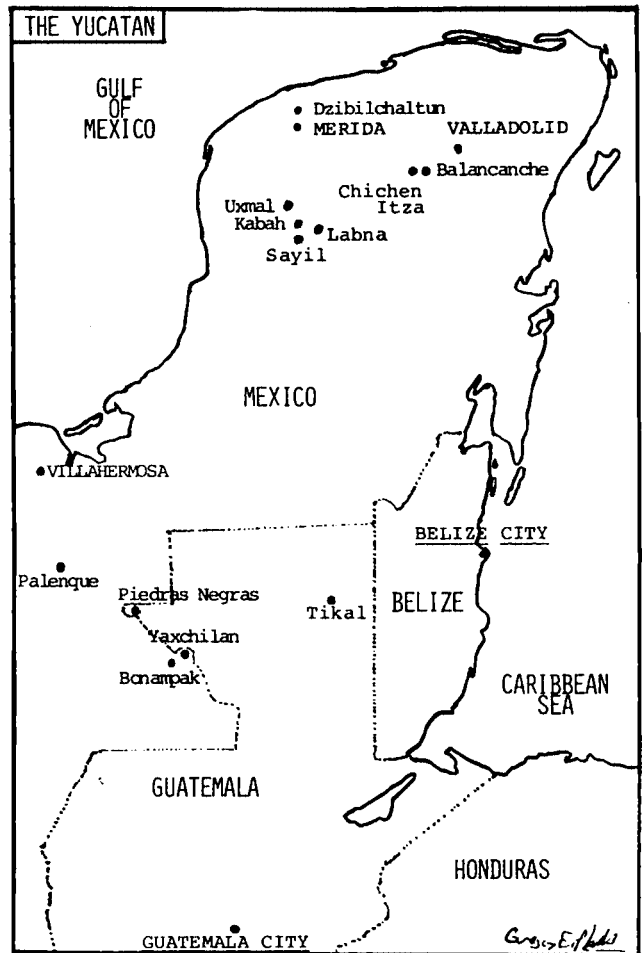 THE YUCATAN
GULF
OF
MEXICO
Dzibilchaltun
MERIDA
VALLADOLID
Balancanche
Chichen
Itza
Uxmal
Kabah
Labna
Sayil
MEXICO
VILLAHERMOSA
BELIZE CITY
Palenque
Piedras Negras
Tikal
BELIZE
Yaxchilan
Bonampak
CARIBBEAN
SEA
GUATEMALA
HONDURAS
GUATEMALA CITY